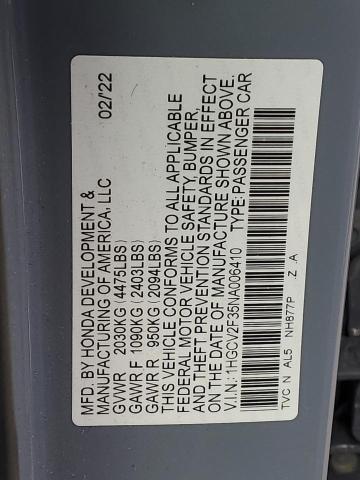 MFD. BY HONDA DEVELOPMENT &
MANUFACTURING OF AMERICA, LLC 02/22
GVWR 2030KG (4475LBS)
GAWR F 1090KG (2403LBS)
GAWR R 950KG (2094LBS)
THIS VEHICLE CONFORMS TO ALL APPLICABLE
FEDERAL MOTOR VEHICLE SAFETY, BUMPER,
AND THEFT PREVENTION STANDARDS IN EFFECT
ON THE DATE OF MANUFACTURE SHOWN ABOVE.
V.I.N.: 1HGCV2F35NA006410 TYPE:PASSENGER CAR
TVC N AL5 NH877P .Z .A